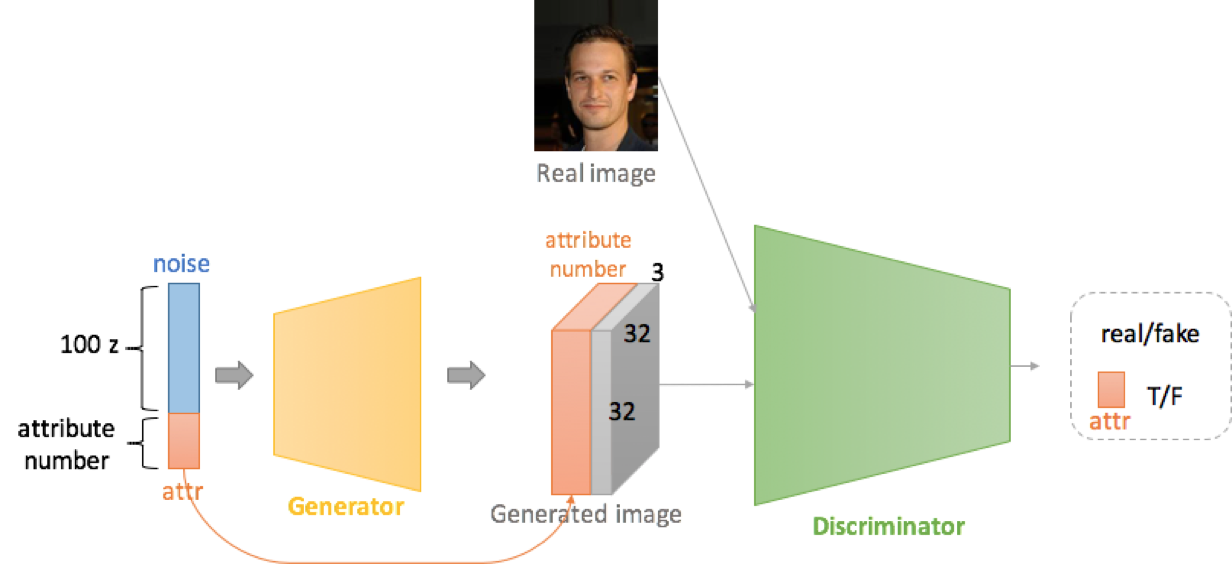 Real image
attribute
number
3
32
32
Generated image
noise
100 z
attribute
number
attr
Generator
Discriminator
real/fake
T/F
attr